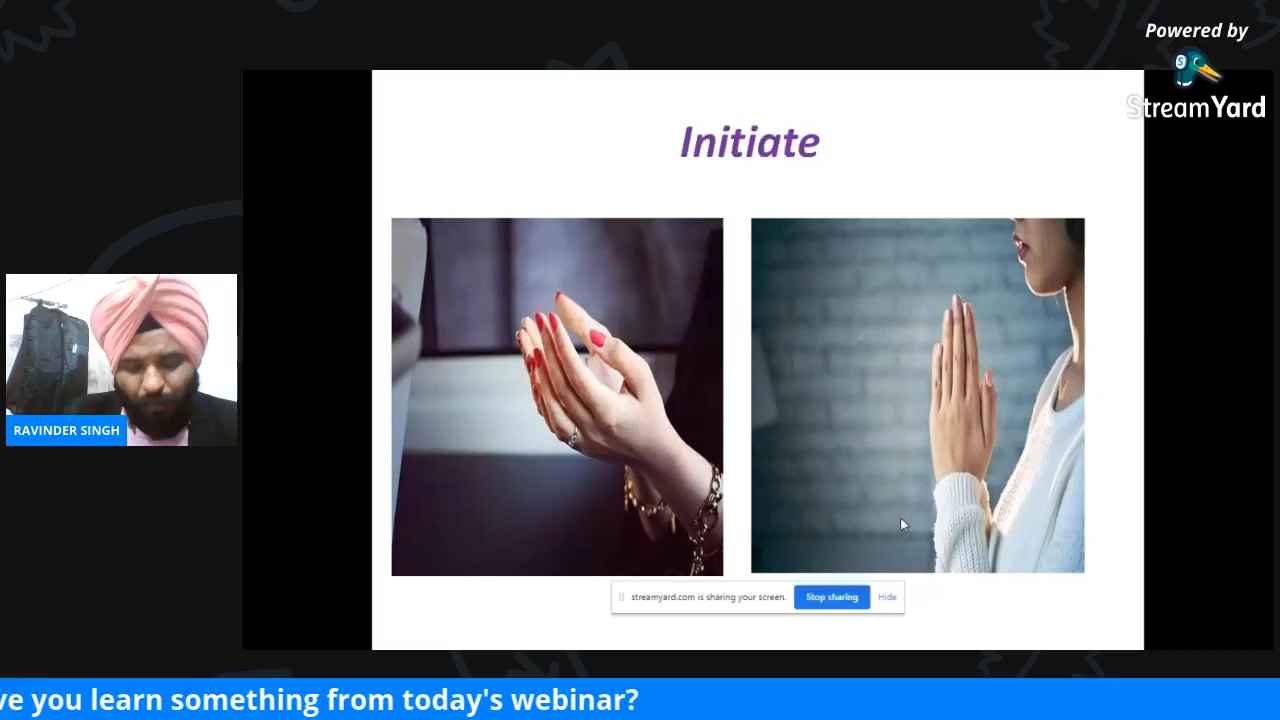 Powered by
StreamYard
Initiate
RAVINDER SINGH
streamyard.com is sharing your screen.
Stop sharing
Hide
ve you learn something from today's webinar?